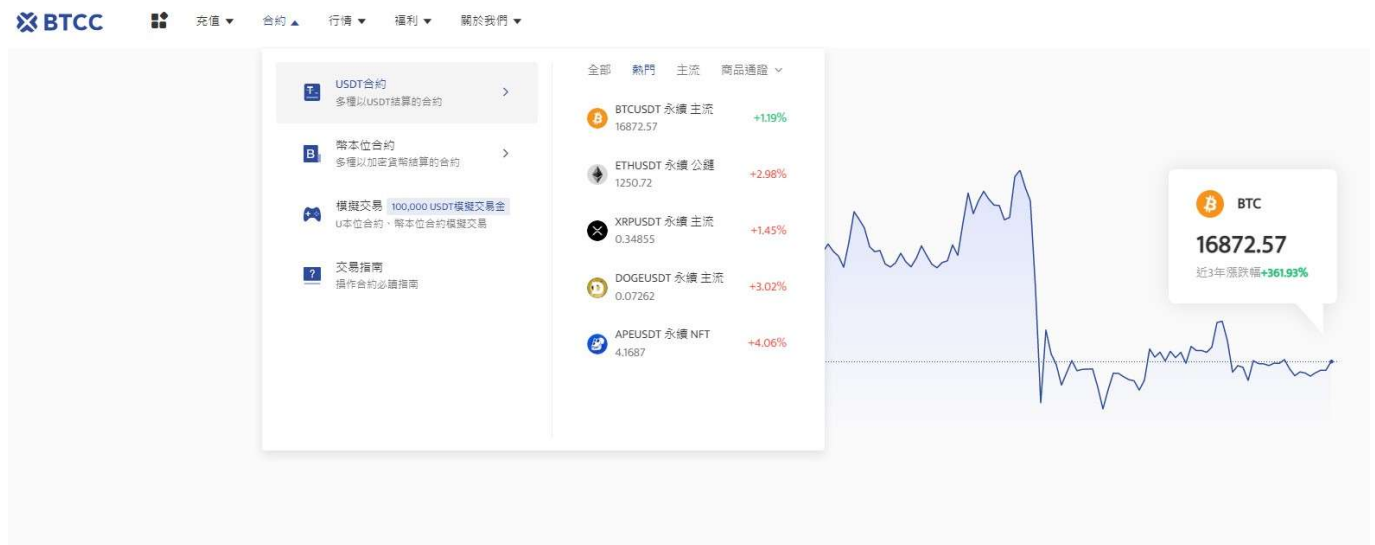 BTCC
充值 ▼
合約 ▲
行情 ▼
福利 ▼
關於我們 ▼
USDT合約
多種以USDT結算的合約
幣本位合約
多種以加密貨幣結算的合約
模擬交易 100,000 USDT模擬交易金
U本位合約、幣本位合約模擬交易
交易指南
操作合約必讀指南
全部 熱門 主流 商品通證
BTCUSDT 永續 主流
16872.57
+1.19%
ETHUSDT 永續 公鏈
1250.72
+2.98%
XRPUSDT 永續 主流
0.34855
+1.45%
DOGEUSDT 永續 主流
0.07262
+3.02%
APEUSDT 永續 NFT
4.1687
+4.06%
BTC
16872.57
近3年漲跌幅+361.93%